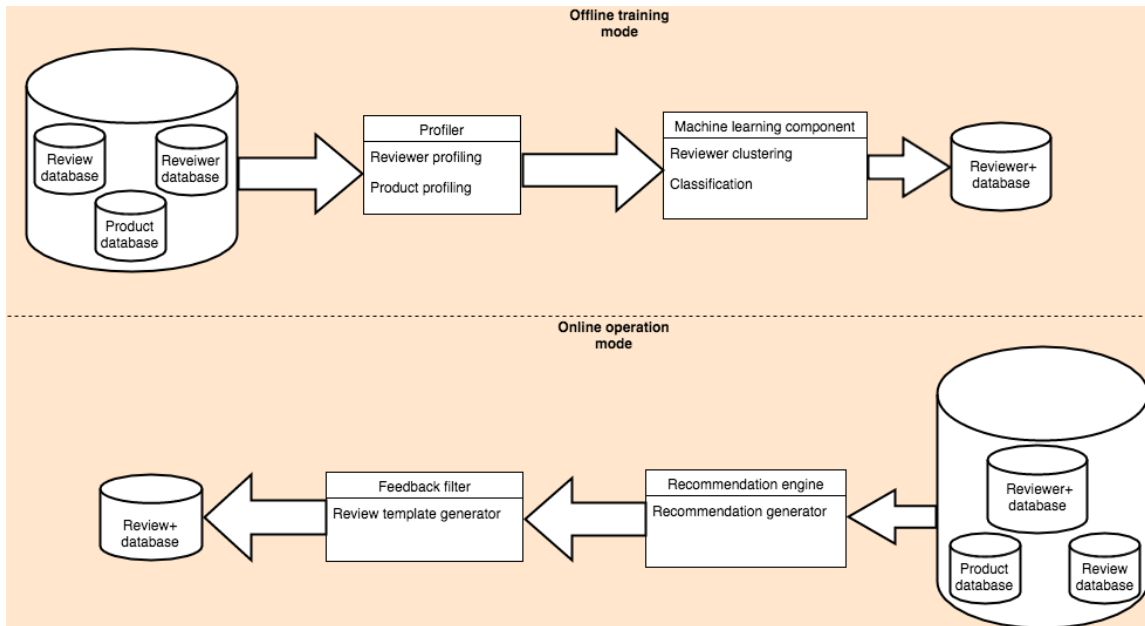 Offline training
mode
Review
database
Reveiwer
database
Product
database
Profiler
Reviewer profiling
Product profiling
Machine learning component
Reviewer clustering
Classification
Reviewer+
database
Online operation
mode
Review+
database
Feedback filter
Review template generator
Recommendation engine
Recommendation generator
Reviewer+
database
Product
database
Review
database